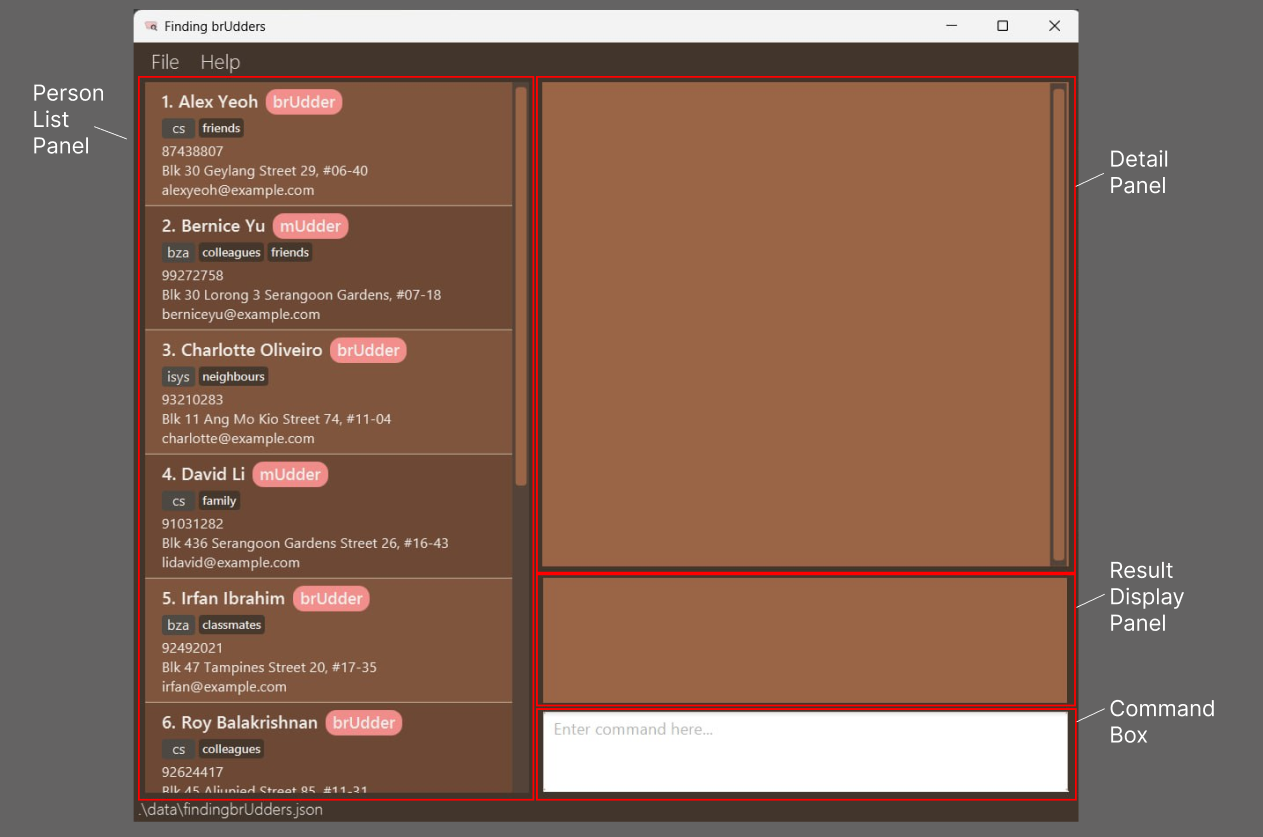 Finding brUdders
File Help
Person
List
Panel
1. Alex Yeoh brUdder
cs friends
87438807
Blk 30 Geylang Street 29, #06-40
alexyeoh@example.com
2. Bernice Yu mUdder
bza colleagues friends
99272758
Blk 30 Lorong 3 Serangoon Gardens, #07-18
berniceyu@example.com
3. Charlotte Oliveiro brUdder
isys neighbours
93210283
Blk 11 Ang Mo Kio Street 74, #11-04
charlotte@example.com
4. David Li mUdder
cs family
91031282
Blk 436 Serangoon Gardens Street 26, #16-43
lidavid@example.com
5. Irfan Ibrahim brUdder
bza classmates
92492021
Blk 47 Tampines Street 20, #17-35
irfan@example.com
6. Roy Balakrishnan brUdder
cs colleagues
92624417
Blk 45 Aljunied Street 85, #11-31
.\data\findingbrUdders.json
Detail
Panel
Result
Display
Panel
Enter command here...
Command
Box